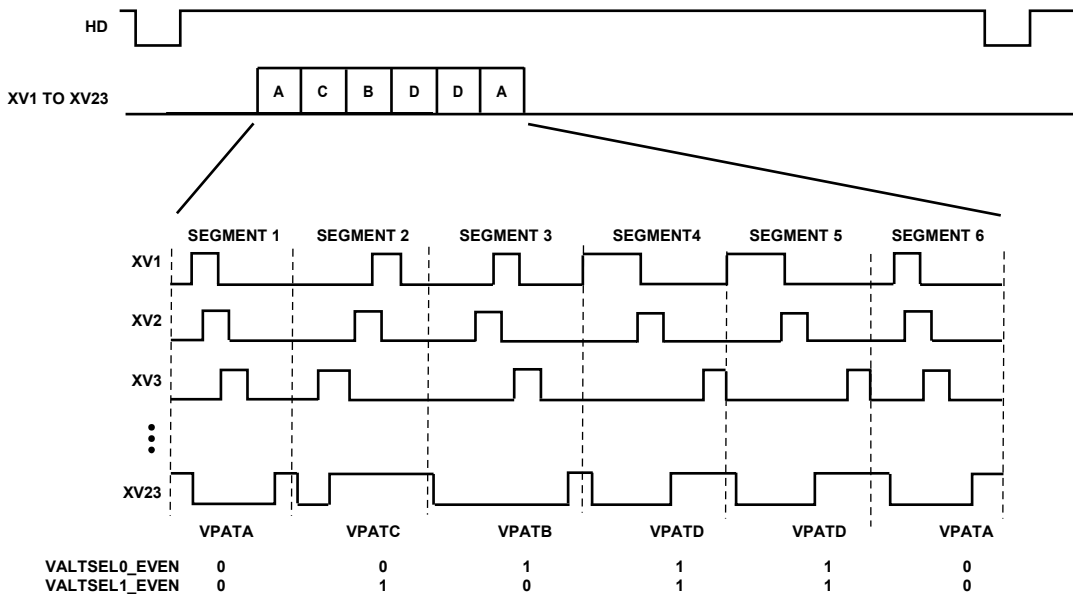 HD
XV1 TO XV23
A C B D D A
SEGMENT 1 SEGMENT 2 SEGMENT 3 SEGMENT4 SEGMENT 5 SEGMENT 6
XV1
XV2
XV3
XV23
VPATA VPATC VPATB VPATD VPATD VPATA
VALTSEL0_EVEN 0 0 1 1 1 0
VALTSEL1_EVEN 0 1 0 1 1 0